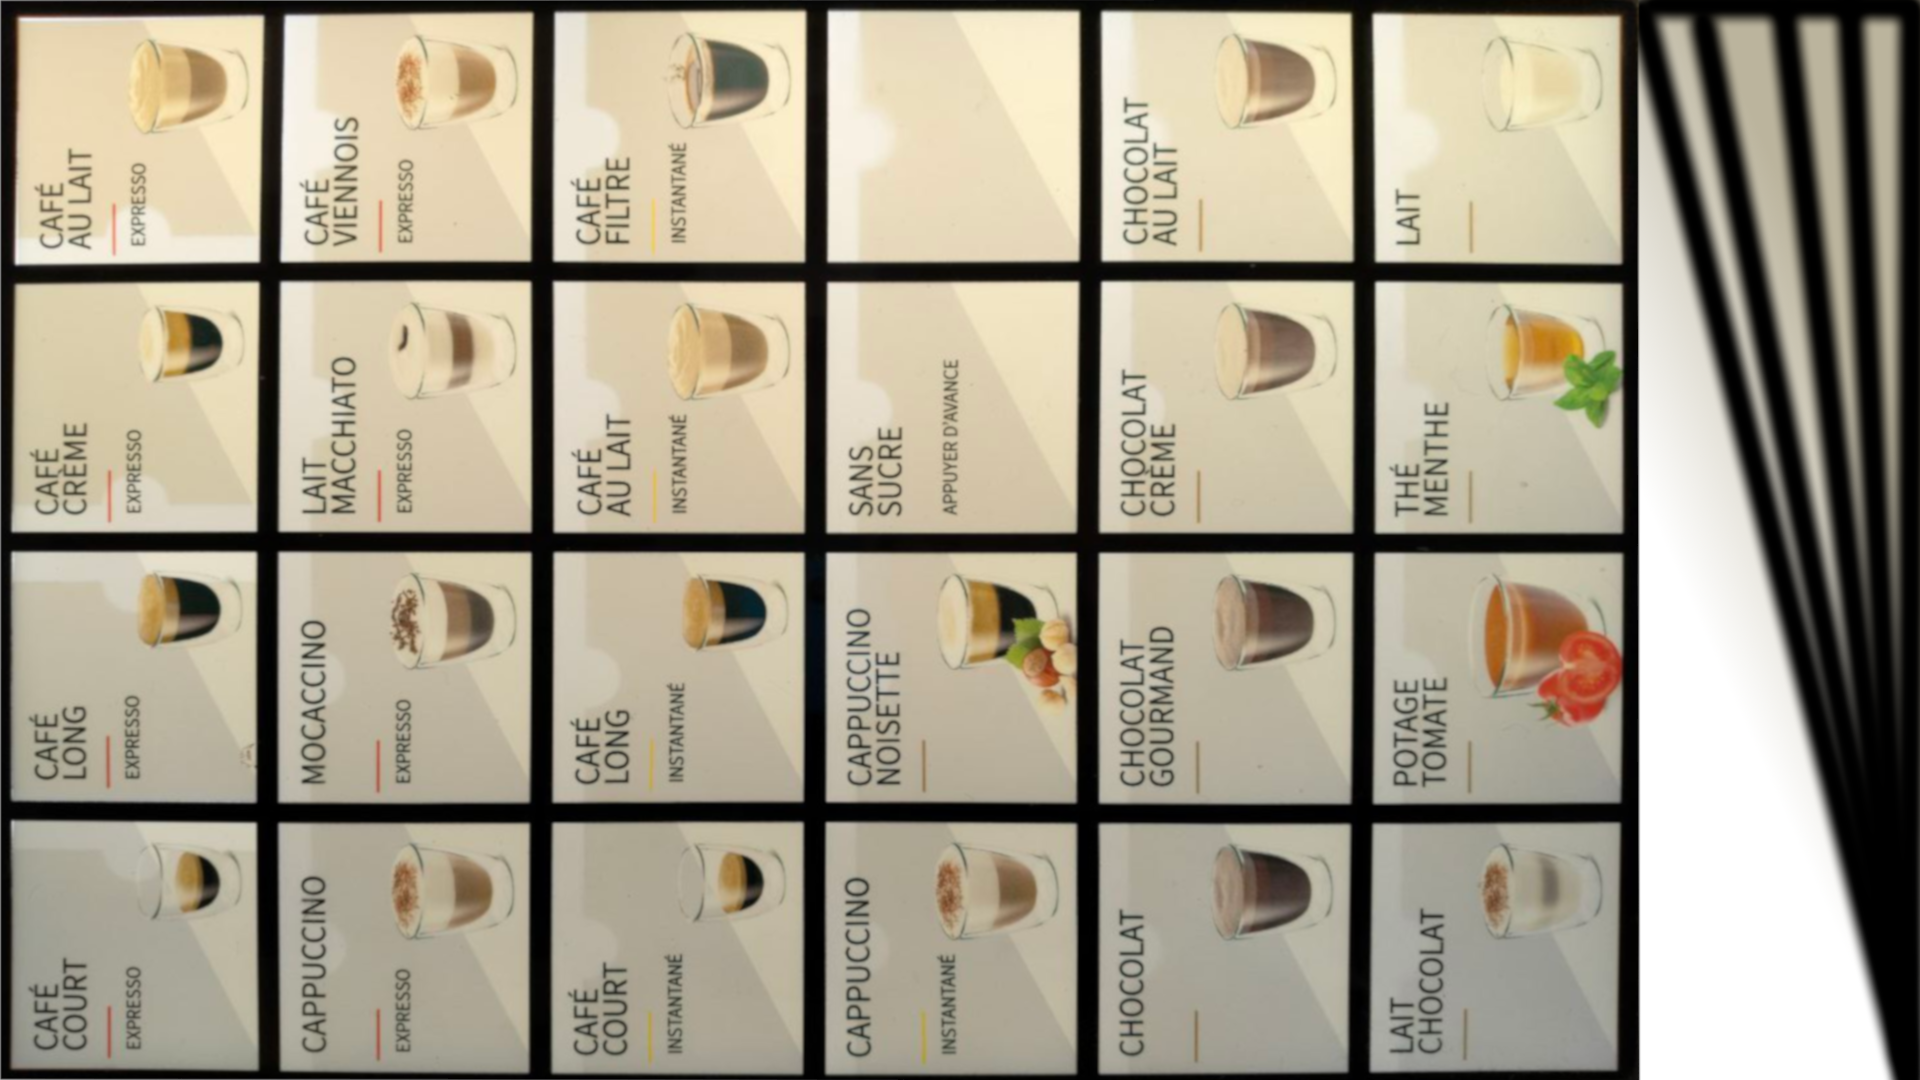 CAFÉ
COURT
EXPRESSO
CAFÉ
LONG
EXPRESSO
CAFÉ
CRÈME
EXPRESSO
CAFÉ
AU LAIT
EXPRESSO
CAPPUCCINO
EXPRESSO
MOCACCINO
EXPRESSO
LAIT
MACCHIATO
EXPRESSO
CAFÉ
VIENNOIS
EXPRESSO
CAFÉ
COURT
INSTANTANÉ
CAFÉ
LONG
INSTANTANÉ
CAFÉ
AU LAIT
INSTANTANÉ
CAFÉ
FILTRE
INSTANTANÉ
CAPPUCCINO
INSTANTANÉ
CAPPUCCINO
NOISETTE
SANS
SUCRE
APPUYER D'AVANCE
CHOCOLAT
CHOCOLAT
GOURMAND
CHOCOLAT
CRÈME
CHOCOLAT
AU LAIT
LAIT
CHOCOLAT
POTAGE
TOMATE
THÉ
MENTHE
LAIT